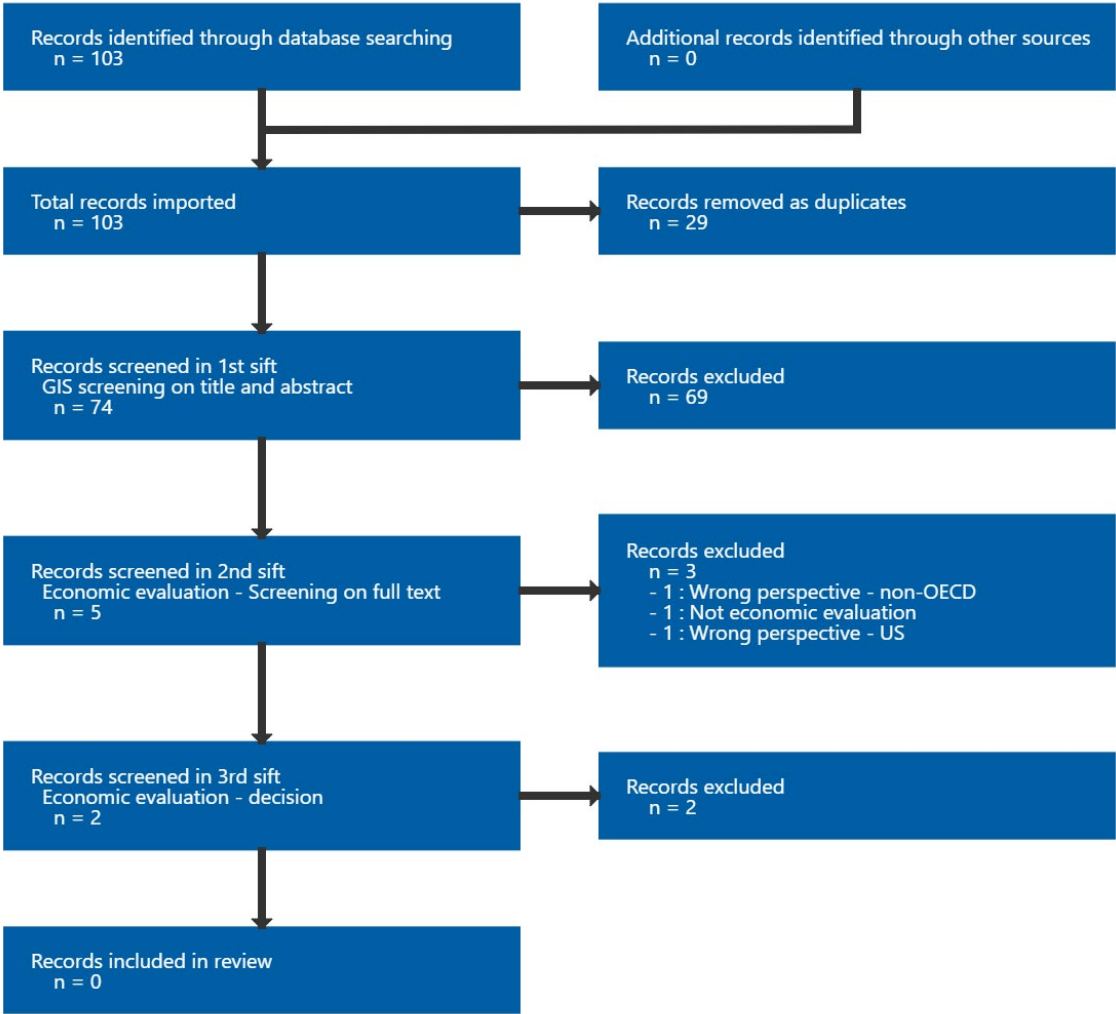 Records identified through database searching
n = 103
Additional records identified through other sources
n = 0
Total records imported
n = 103
Records removed as duplicates
n = 29
Records screened in 1st sift
GIS screening on title and abstract
n = 74
Records excluded
n = 69
Records screened in 2nd sift
Economic evaluation - Screening on full text
n = 5
Records excluded
n = 3
- 1 : Wrong perspective - non-OECD
- 1 : Not economic evaluation
- 1 : Wrong perspective - US
Records screened in 3rd sift
Economic evaluation - decision
n = 2
Records excluded
n = 2
Records included in review
n = 0